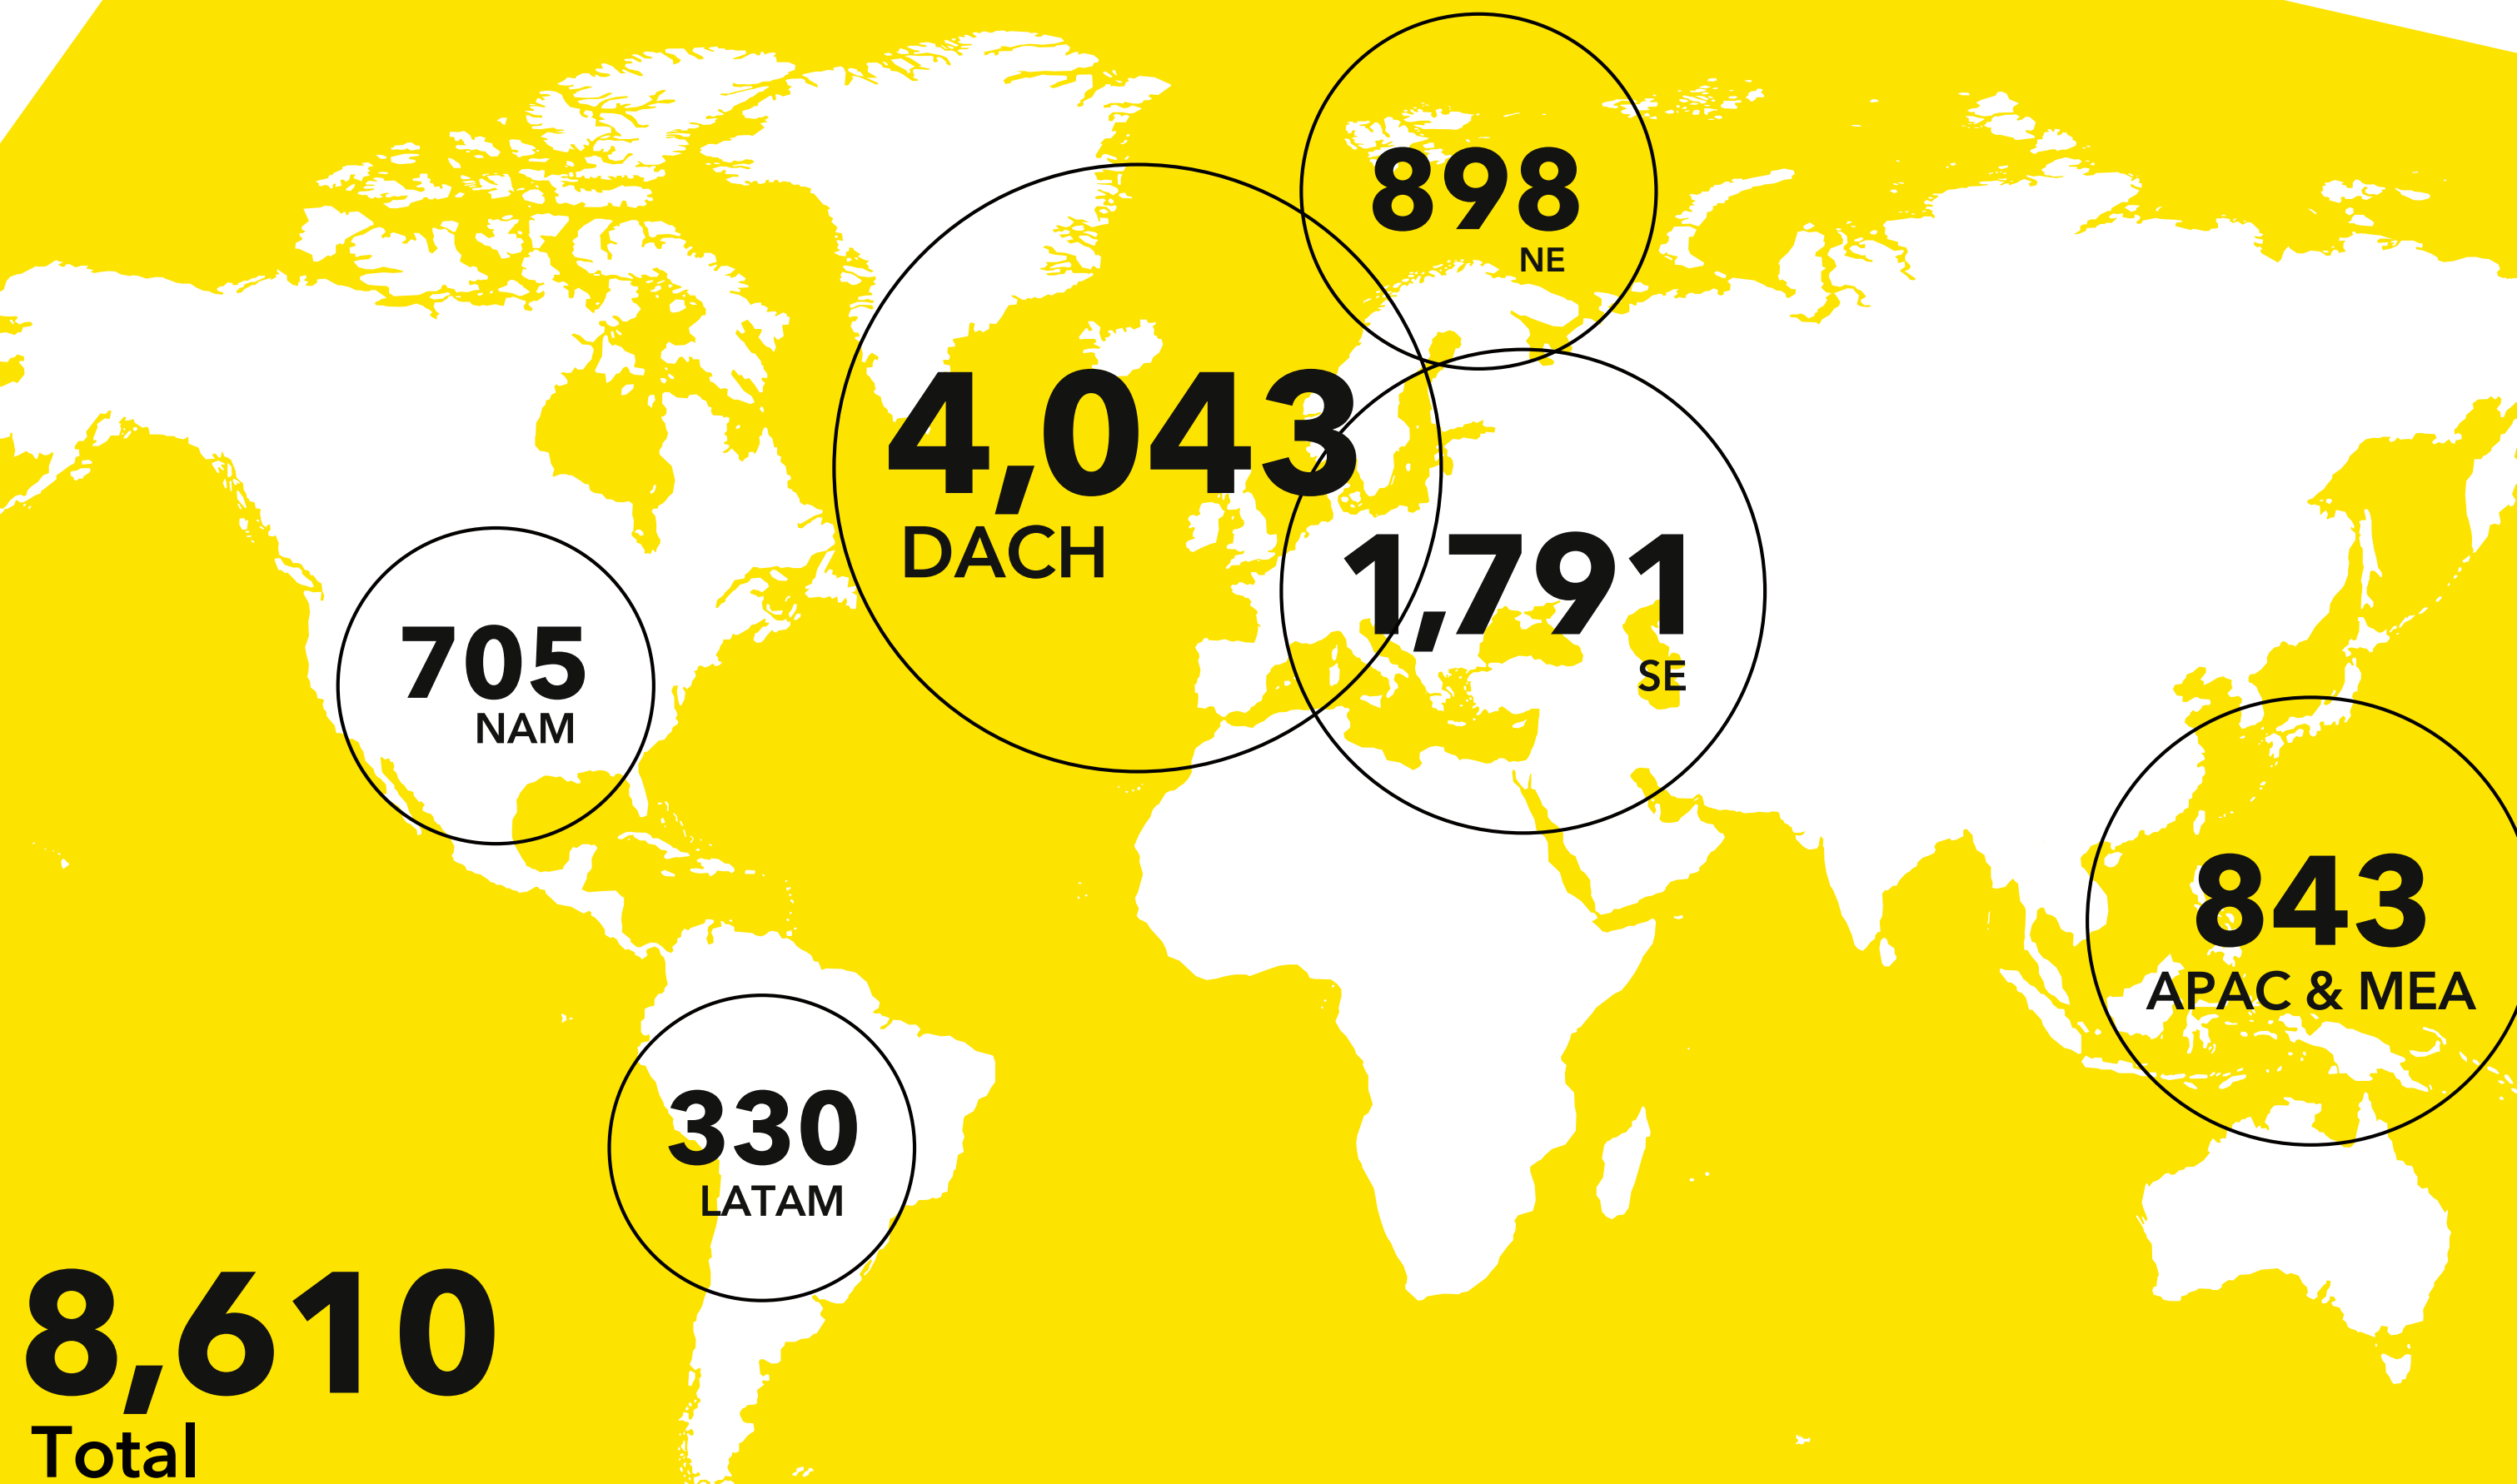 898
NE
4,043
DACH
1,791
SE
705
NAM
843
APAC & MEA
330
LATAM
8,610
Total